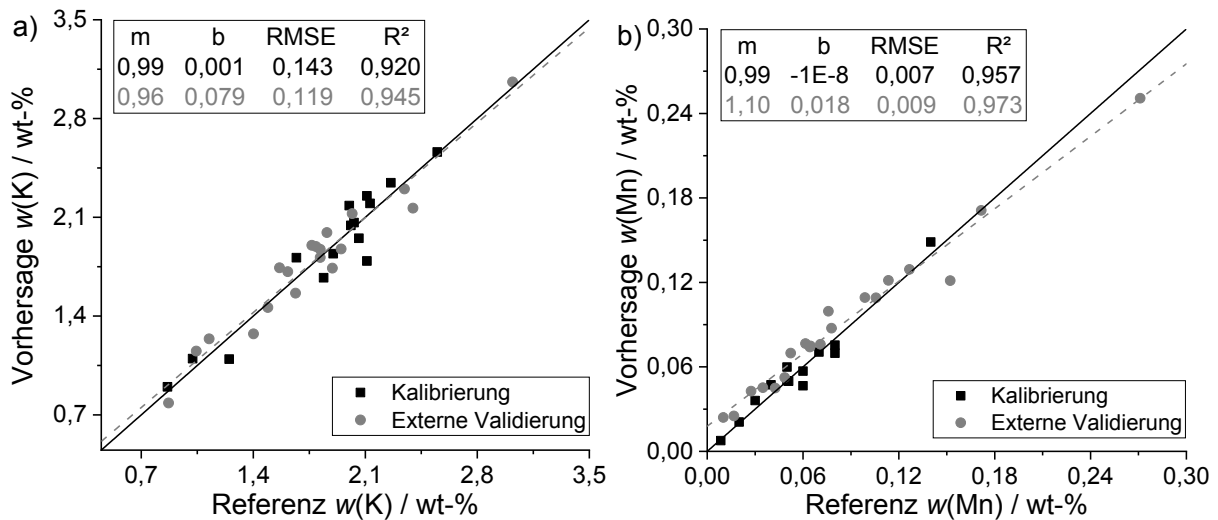 a)
m b RMSE R²
0,99 0,001 0,143 0,920
0,96 0,079 0,119 0,945
3,5
2,8
2,1
1,4
0,7
Vorhersage w(K) / wt-%
Kalibrierung
Externe Validierung
0,7 1,4 2,1 2,8 3,5
Referenz w(K) / wt-%
b)
m b RMSE R²
0,99 -1E-8 0,007 0,957
1,10 0,018 0,009 0,973
0,30
0,24
0,18
0,12
0,06
0,00
Vorhersage w(Mn) / wt-%
Kalibrierung
Externe Validierung
0,00 0,06 0,12 0,18 0,24 0,30
Referenz w(Mn) / wt-%